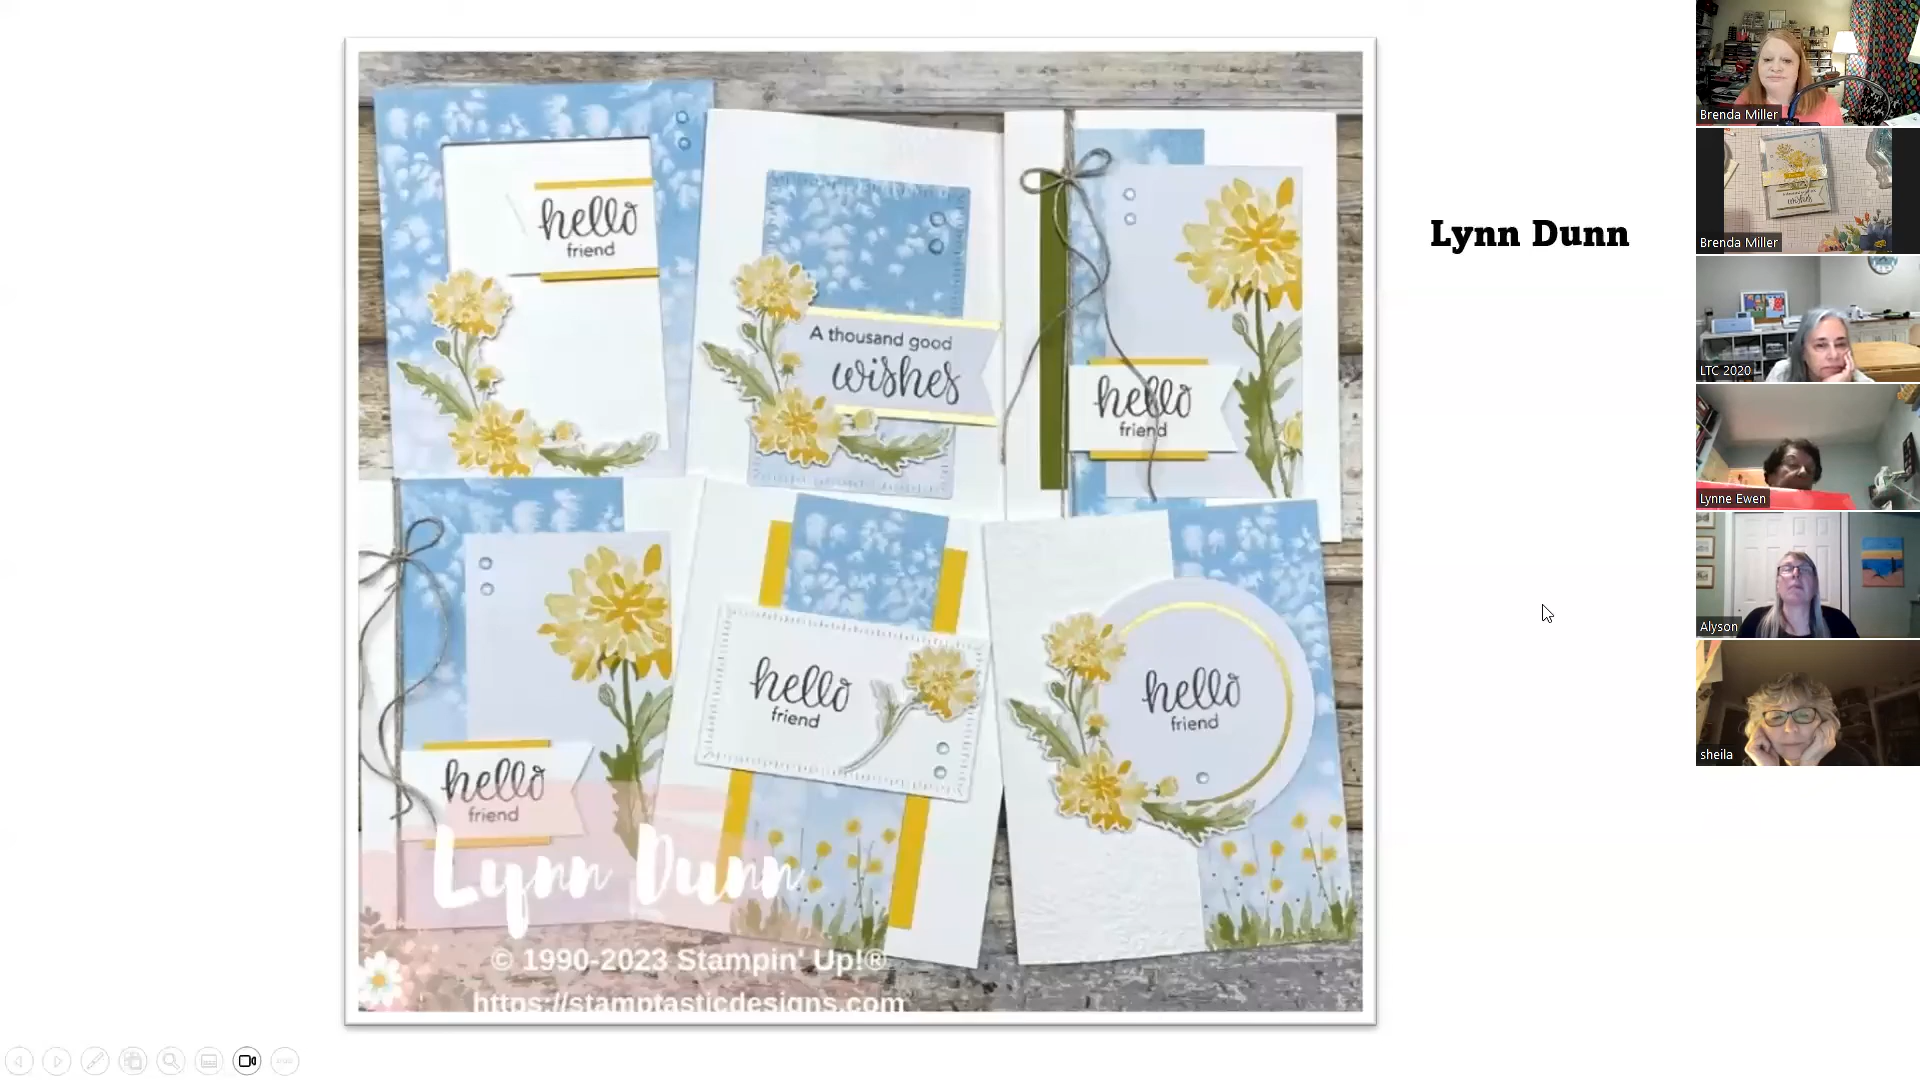 hello
friend
A thousand good
wishes
hello
friend
hello
friend
hello
friend
hello
friend
Lynn Dunn
© 1990-2023 Stampin' Up!®
https://stamptasticdesigns.com
Lynn Dunn
Brenda Miller
Brenda Miller
LTC 2020
Lynne Ewen
Alyson
sheila